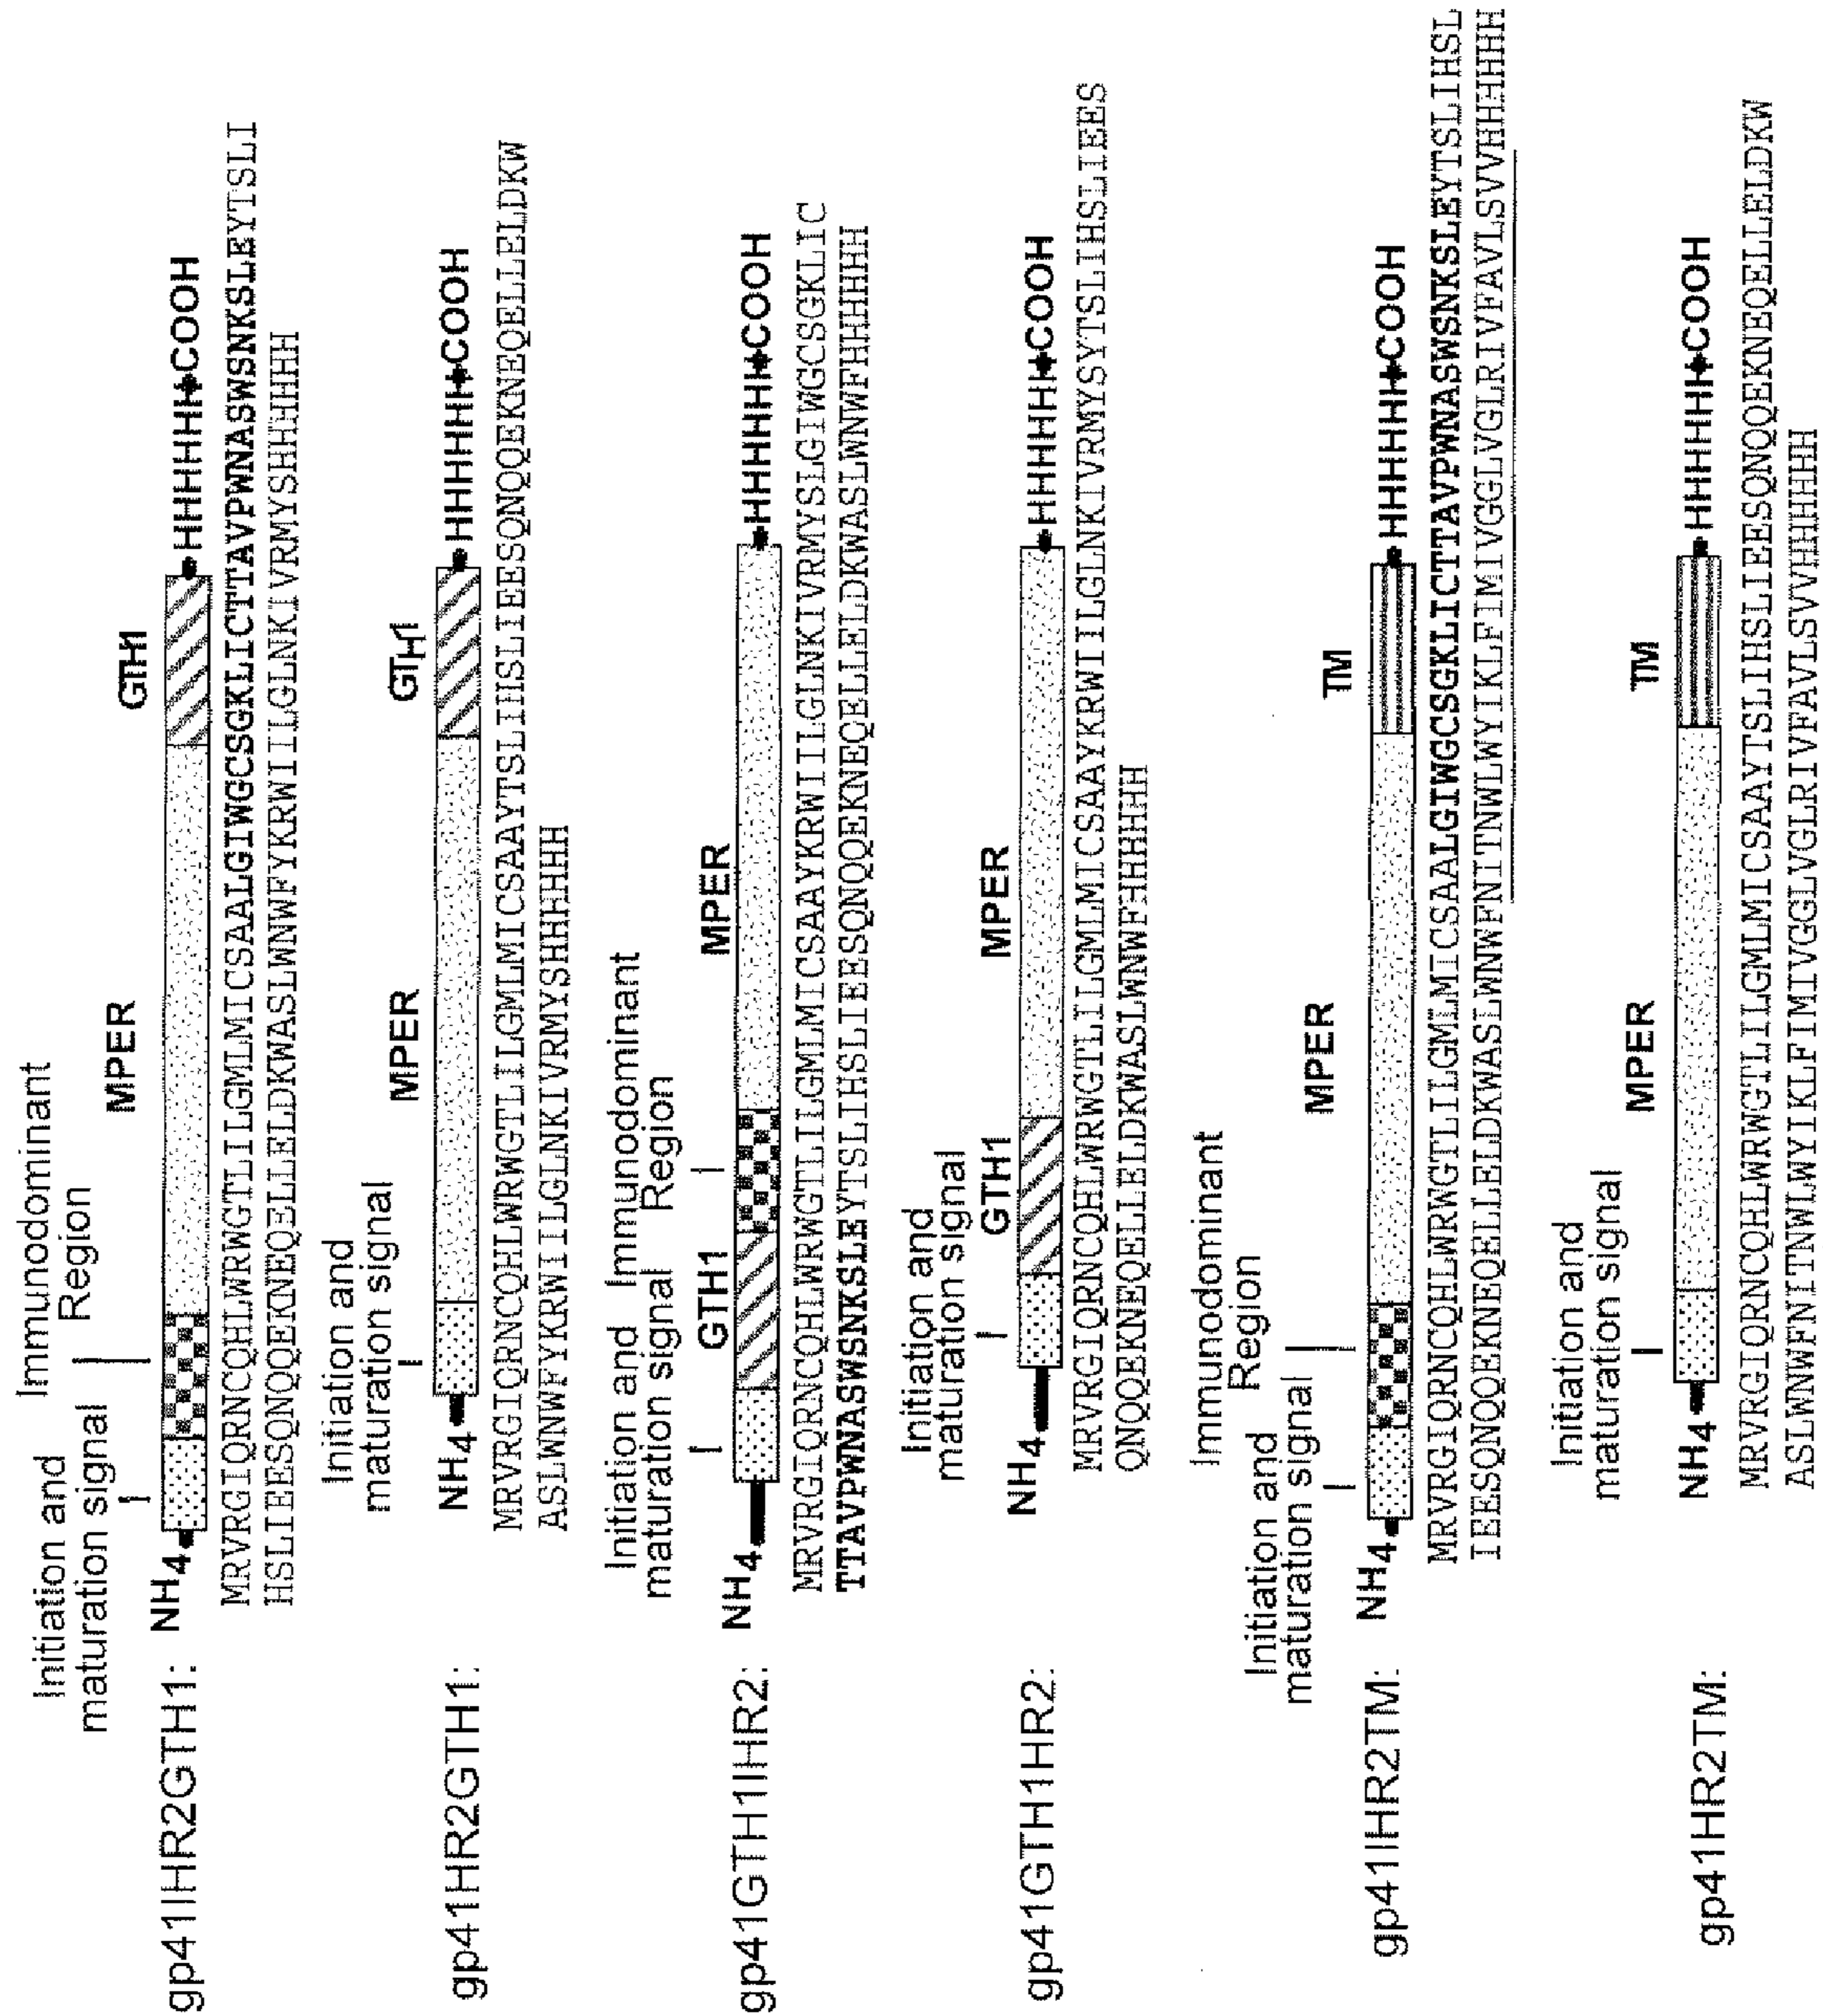 Initiation and
maturation signal
Immunodominant
Region
MPER
GTH1
gp41IHR2GTH1:
NH4
HHHHHH
COOH
MRVRGIQRNCQHLWRWGTLILGMLMICSAALGIWGCSGKLICTTAVPWNASWSNKSLEYTSLI
HSLIEESQNQQEKNEQELLELDKWASLWNWFYKRWIILGLNKIVRMYSHHHHHH
Initiation and
maturation signal
MPER
GTH1
gp41HR2GTH1:
NH4
HHHHHH
COOH
MRVRGIQRNCQHLWRWGTLILGMLMICSAAYTSLIHSLIEESQNQQEKNEQELLELDKW
ASLWNWFYKRWIILGLNKIVRMYSHHHHHH
Initiation and
maturation signal
Immunodominant
Region
GTH1
MPER
gp41GTH1IHR2:
NH4
HHHHHH
COOH
MRVRGIQRNCQHLWRWGTLILGMLMICSAAYKRWIILGLNKIVRMYSLGIWGCSGKLIC
TTAVPWNASWSNKSLEYTSLIHSLIEESQNQQEKNEQELLELDKWASLWNWFHHHHHH
Initiation and
maturation signal
GTH1
MPER
gp41GTH1HR2:
NH4
HHHHHH
COOH
MRVRGIQRNCQHLWRWGTLILGMLMICSAAYKRWIILGLNKIVRMYSYTSLIHSLIEES
QNQQEKNEQELLELDKWASLWNWFHHHHHH
Initiation and
maturation signal
Immunodominant
Region
MPER
TM
gp41IHR2TM:
NH4
HHHHHH
COOH
MRVRGIQRNCQHLWRWGTLILGMLMICSAALGIWGCSGKLICTTAVPWNASWSNKSLEYTSLIHSL
IEESQNQQEKNEQELLELDKWASLWNWFNITNWLWYIKLFIMIVGGLVGLRIVFAVLSVVHHHHHH
Initiation and
maturation signal
MPER
TM
gp41HR2TM:
NH4
HHHHHH
COOH
MRVRGIQRNCQHLWRWGTLILGMLMICSAAYTSLIHSLIEESQNQQEKNEQELLELDKW
ASLWNWFNITNWLWYIKLFIMIVGGLVGLRIVFAVLSVVHHHHHH